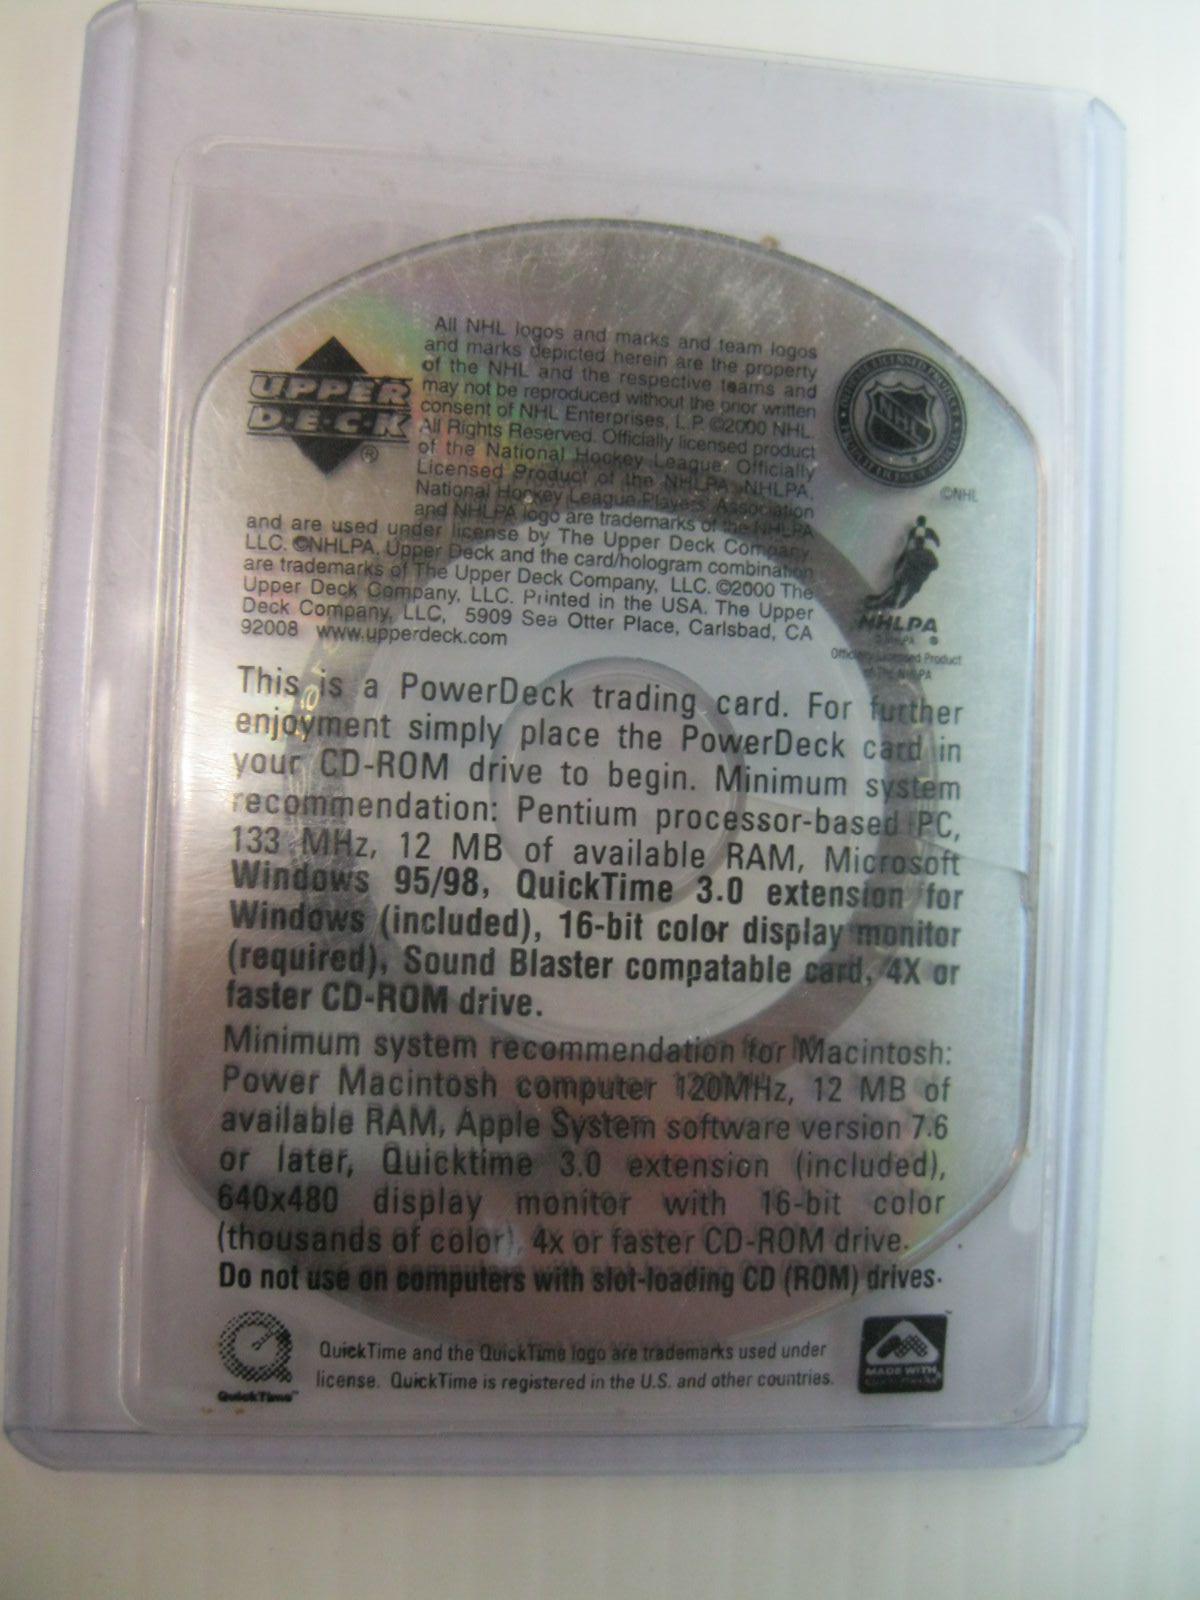 UPPER
D·E·C·K
®
All NHL logos and marks and team logos
and marks depicted herein are the property
of the NHL and the respective teams and
may not be reproduced without the prior written
consent of NHL Enterprises, L.P. ©2000 NHL.
All Rights Reserved. Officially licensed product
of the National Hockey League. Officially
Licensed Product of the NHLPA. NHLPA,
National Hockey League Players' Association
and NHLPA logo are trademarks of the NHLPA
and are used under license by The Upper Deck Company,
LLC. ©NHLPA. Upper Deck and the card/hologram combination
are trademarks of The Upper Deck Company, LLC. ©2000 The
Upper Deck Company, LLC. Printed in the USA. The Upper
Deck Company, LLC, 5909 Sea Otter Place, Carlsbad, CA
92008 www.upperdeck.com
NHL
©NHL
NHLPA
Officially Licensed Product
of the NHLPA
This is a PowerDeck trading card. For further
enjoyment simply place the PowerDeck card in
your CD-ROM drive to begin. Minimum system
recommendation: Pentium processor-based PC,
133 MHz, 12 MB of available RAM, Microsoft
Windows 95/98, QuickTime 3.0 extension for
Windows (included), 16-bit color display monitor
(required), Sound Blaster compatable card, 4X or
faster CD-ROM drive.
Minimum system recommendation for Macintosh:
Power Macintosh computer 120MHz, 12 MB of
available RAM, Apple System software version 7.6
or later, Quicktime 3.0 extension (included),
640x480 display monitor with 16-bit color
(thousands of color), 4x or faster CD-ROM drive.
Do not use on computers with slot-loading CD (ROM) drives.
QuickTime™
QuickTime and the QuickTime logo are trademarks used under
license. QuickTime is registered in the U.S. and other countries.
MADE WITH